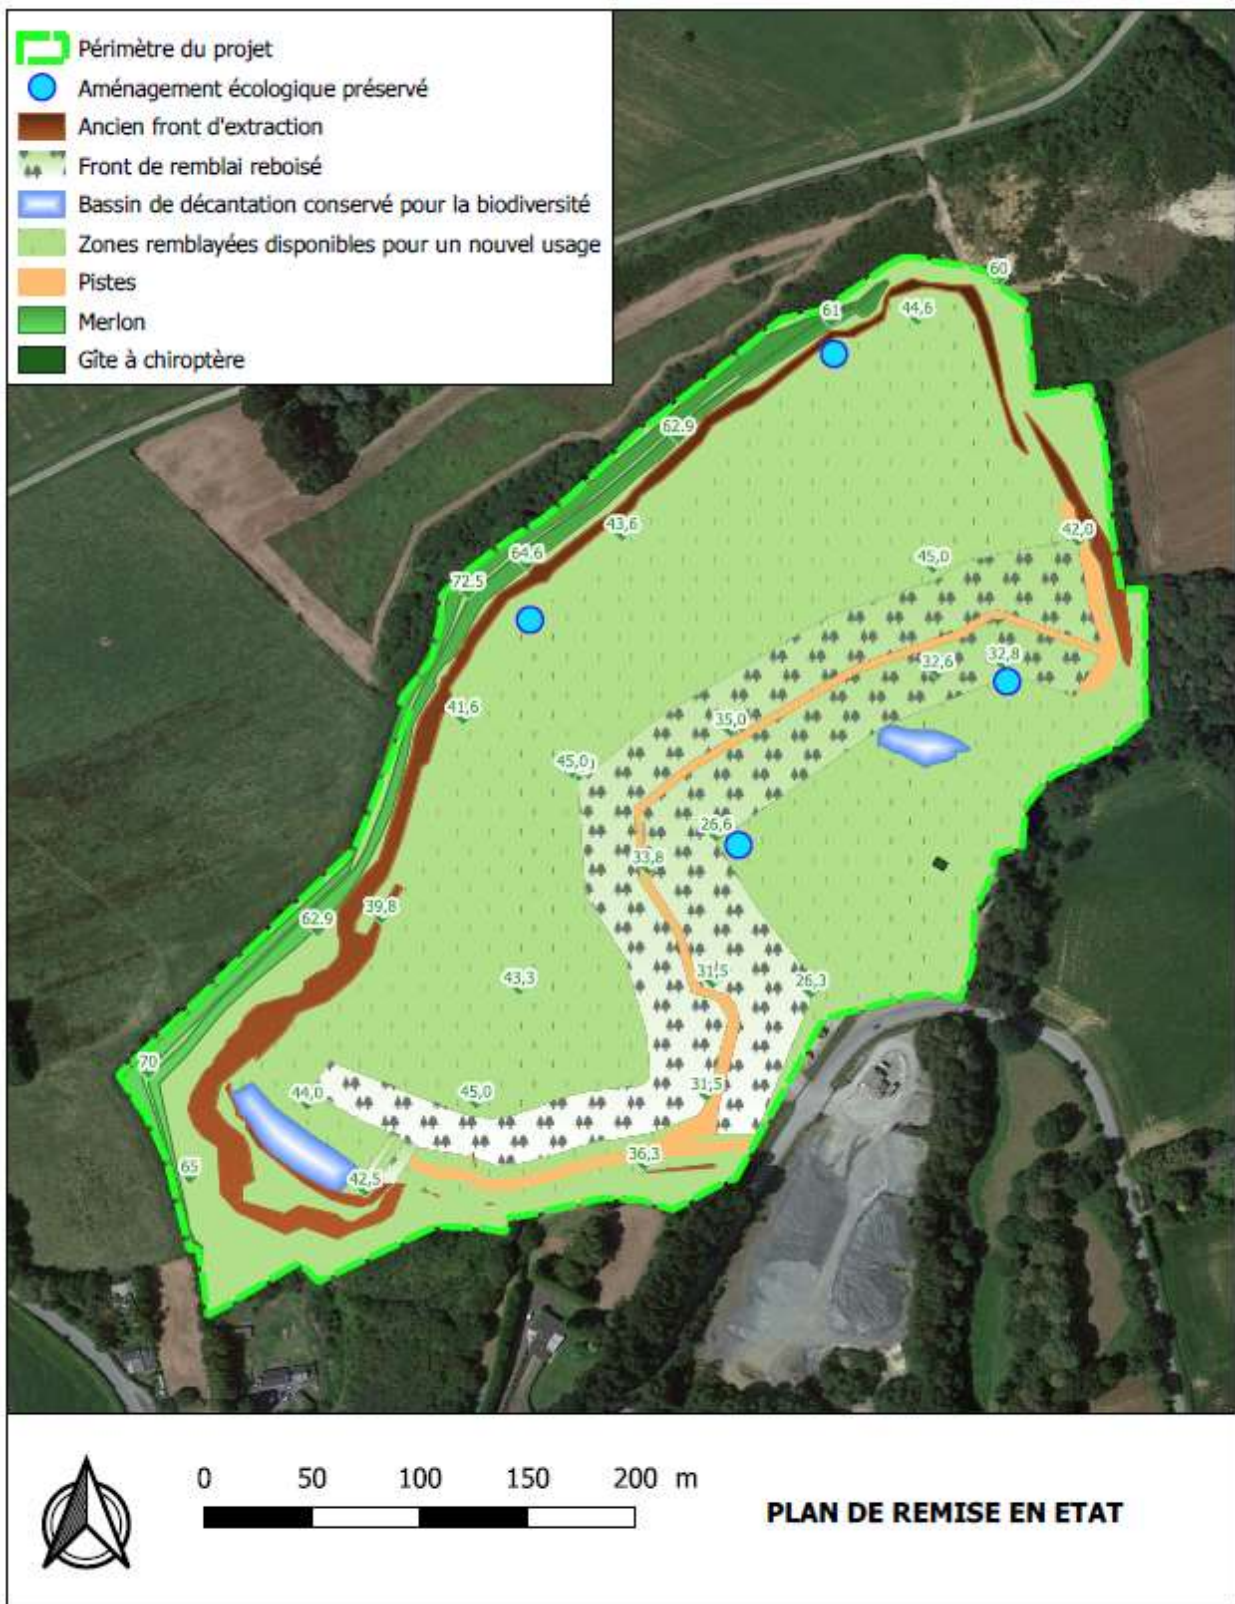 Périmètre du projet
Aménagement écologique préservé
Ancien front d'extraction
Front de remblai reboisé
Bassin de décantation conservé pour la biodiversité
Zones remblayées disponibles pour un nouvel usage
Pistes
Merlon
Gîte à chiroptère
60
61
44,6
62.9
43,6
42,0
64.6
45,0
72.5
32,8
32,6
41,6
35,0
45,0
26,6
33,8
39,8
62.9
43,3
31,5
26,3
70
44,0
45,0
31,5
36,3
65
42,5
0 50 100 150 200 m
PLAN DE REMISE EN ETAT